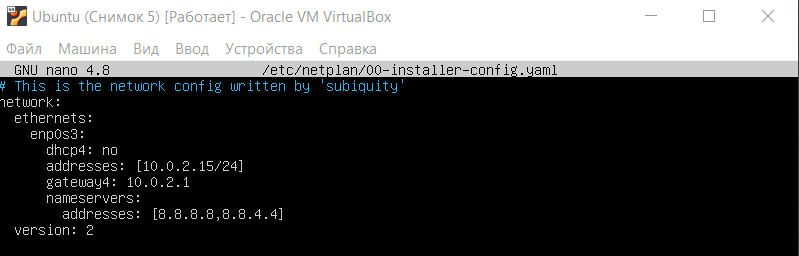 Ubuntu (Снимок 5) [Работает] - Oracle VM VirtualBox
Файл Машина Вид Ввод Устройства Справка
GNU nano 4.8 /etc/netplan/00-installer-config.yaml
# This is the network config written by 'subiquity'
network:
  ethernets:
    enp0s3:
      dhcp4: no
      addresses: [10.0.2.15/24]
      gateway4: 10.0.2.1
      nameservers:
        addresses: [8.8.8.8,8.8.4.4]
  version: 2